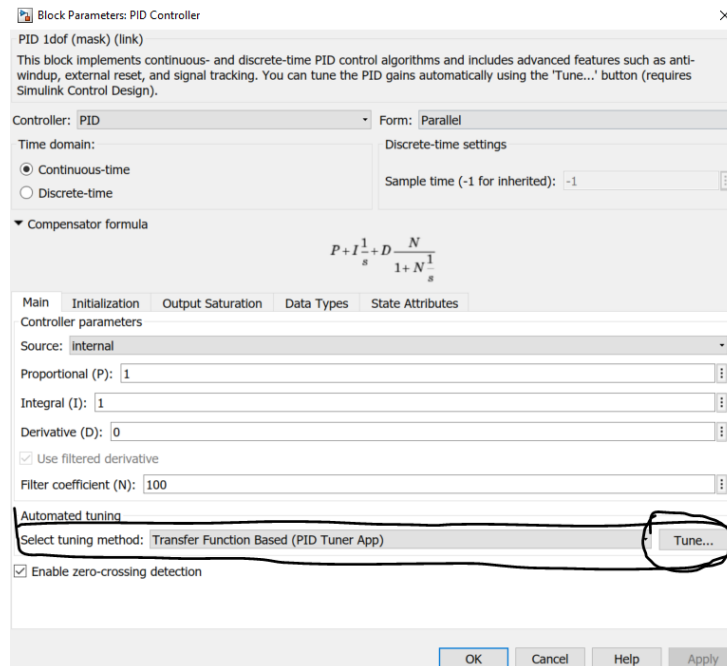 Block Parameters: PID Controller
PID 1dof (mask) (link)
This block implements continuous- and discrete-time PID control algorithms and includes advanced features such as anti-
windup, external reset, and signal tracking. You can tune the PID gains automatically using the 'Tune...' button (requires
Simulink Control Design).
Controller: PID Form: Parallel
Time domain: Discrete-time settings
Continuous-time
Discrete-time
Sample time (-1 for inherited): -1
Compensator formula
P+I\frac{1}{s}+D\frac{N}{1+N\frac{1}{s}}
Main Initialization Output Saturation Data Types State Attributes
Controller parameters
Source: internal
Proportional (P): 1
Integral (I): 1
Derivative (D): 0
Use filtered derivative
Filter coefficient (N): 100
Automated tuning
Select tuning method: Transfer Function Based (PID Tuner App) Tune...
Enable zero-crossing detection
OK Cancel Help Apply